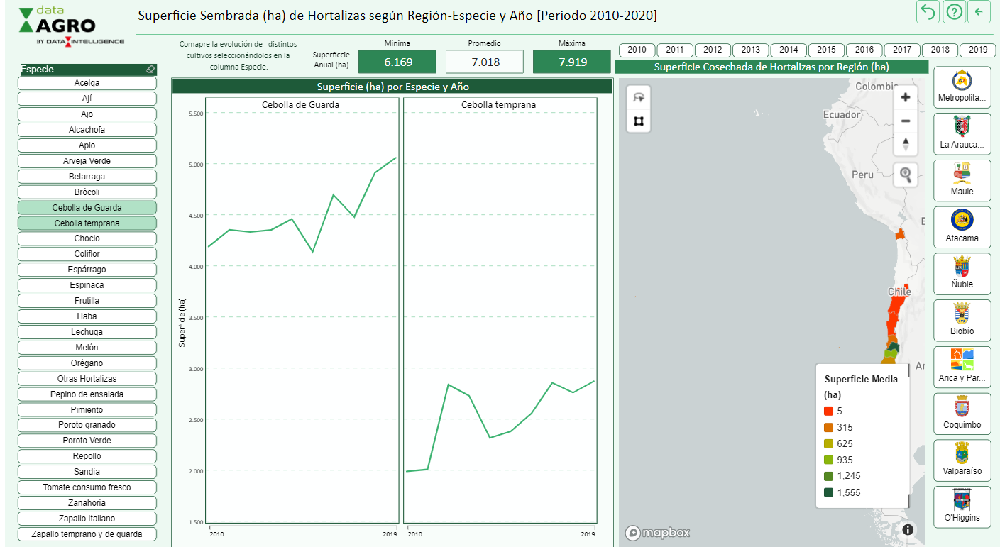 data
AGRO
BY DATA INTELLIGENCE
Superficie Sembrada (ha) de Hortalizas según Región-Especie y Año [Periodo 2010-2020]
Comapre la evolución de distintos
cultivos seleccionándolos en la
columna Especie.
Superficcie
Anual (ha)
Mínima
6.169
Promedio
7.018
Máxima
7.919
2010
2011
2012
2013
2014
2015
2016
2017
2018
2019
Especie
Acelga
Ají
Ajo
Alcachofa
Apio
Arveja Verde
Betarraga
Brócoli
Cebolla de Guarda
Cebolla temprana
Choclo
Coliflor
Espárrago
Espinaca
Frutilla
Haba
Lechuga
Melón
Orégano
Otras Hortalizas
Pepino de ensalada
Pimiento
Poroto granado
Poroto Verde
Repollo
Sandía
Tomate consumo fresco
Zanahoria
Zapallo Italiano
Zapallo temprano y de guarda
Superficie (ha) por Especie y Año
Cebolla de Guarda
Cebolla temprana
Superficie (ha)
5.500
5.000
4.500
4.000
3.500
3.000
2.500
2.000
1.500
2010
2019
2010
2019
Superficie Cosechada de Hortalizas por Región (ha)
Colombia
Ecuador
Peru
Chile
Superficie Media
(ha)
5
315
625
935
1,245
1,555
mapbox
Metropolita...
La Arauca...
Maule
Atacama
Ñuble
Biobío
Arica y Par...
Coquimbo
Valparaíso
O'Higgins